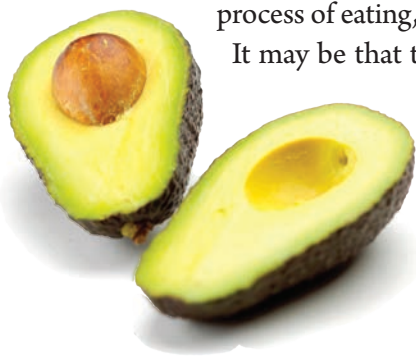 process of eating,
It may be that t